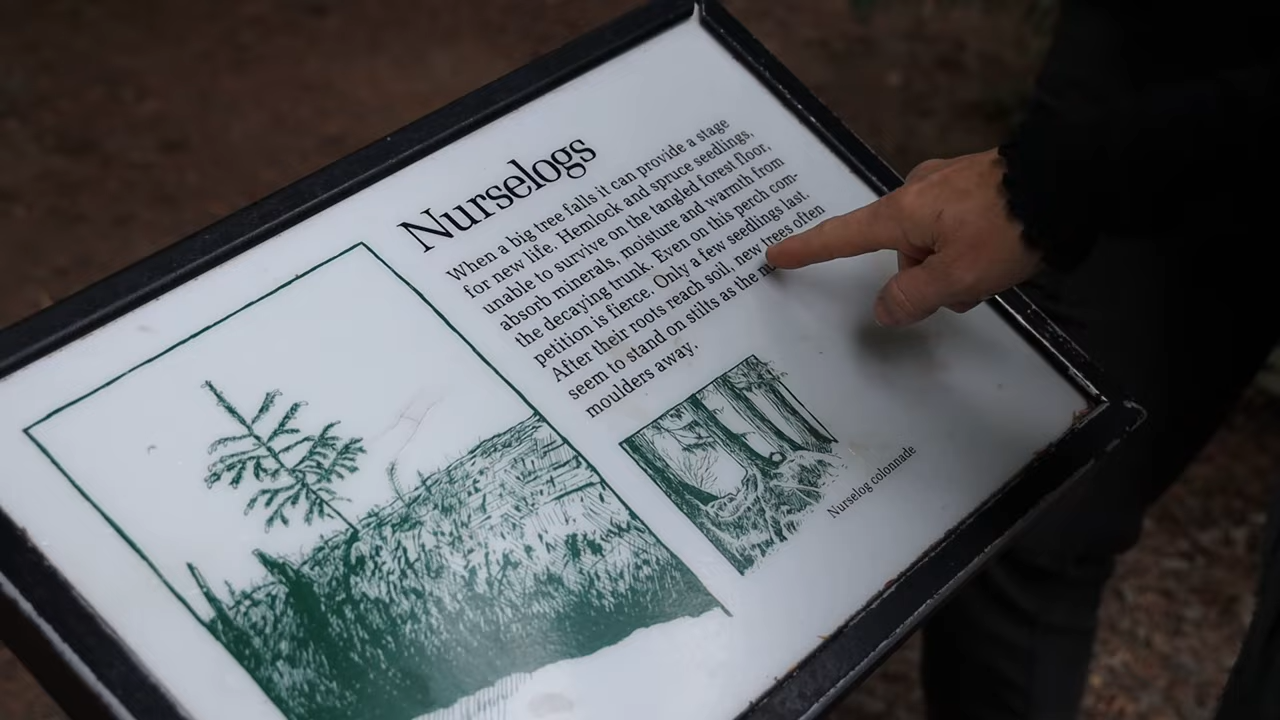 Nurselogs
When a big tree falls it can provide a stage
for new life. Hemlock and spruce seedlings,
unable to survive on the tangled forest floor,
absorb minerals, moisture and warmth from
the decaying trunk. Even on this perch com-
petition is fierce. Only a few seedlings last.
After their roots reach soil, new trees often
seem to stand on stilts as the
moulders away.
Nurselog colonnade